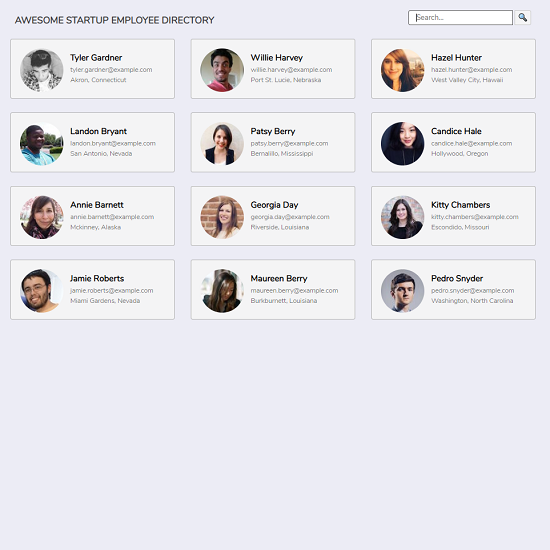 AWESOME STARTUP EMPLOYEE DIRECTORY
Search...
Tyler Gardner
tyler.gardner@example.com
Akron, Connecticut
Willie Harvey
willie.harvey@example.com
Port St. Lucie, Nebraska
Hazel Hunter
hazel.hunter@example.com
West Valley City, Hawaii
Landon Bryant
landon.bryant@example.com
San Antonio, Nevada
Patsy Berry
patsy.berry@example.com
Bernalillo, Mississippi
Candice Hale
candice.hale@example.com
Hollywood, Oregon
Annie Barnett
annie.barnett@example.com
Mckinney, Alaska
Georgia Day
georgia.day@example.com
Riverside, Louisiana
Kitty Chambers
kitty.chambers@example.com
Escondido, Missouri
Jamie Roberts
jamie.roberts@example.com
Miami Gardens, Nevada
Maureen Berry
maureen.berry@example.com
Burkburnett, Louisiana
Pedro Snyder
pedro.snyder@example.com
Washington, North Carolina